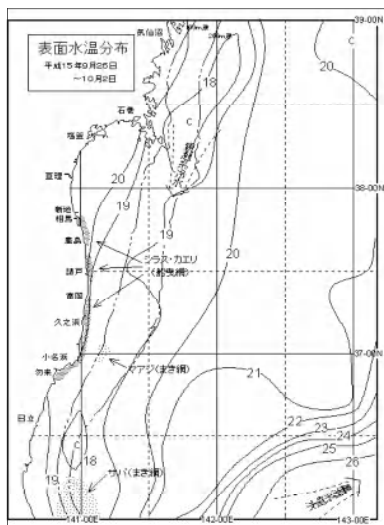 気仙沼
39-00N
表面水温分布
平成15年9月26日
～10月2日
20
18
C
C
石巻
塩釜
亘理
20
19
38-00N
新地
相馬
19
鹿島
シラス・カエリ
(船曳網)
20
請戸
富岡
久之浜
37-00N
小名浜
勿来
マアジ(まき網)
21
22
23
24
25
26
日立
C
18
サバ(まき網)
19
141-00E
142-00E
143-00E